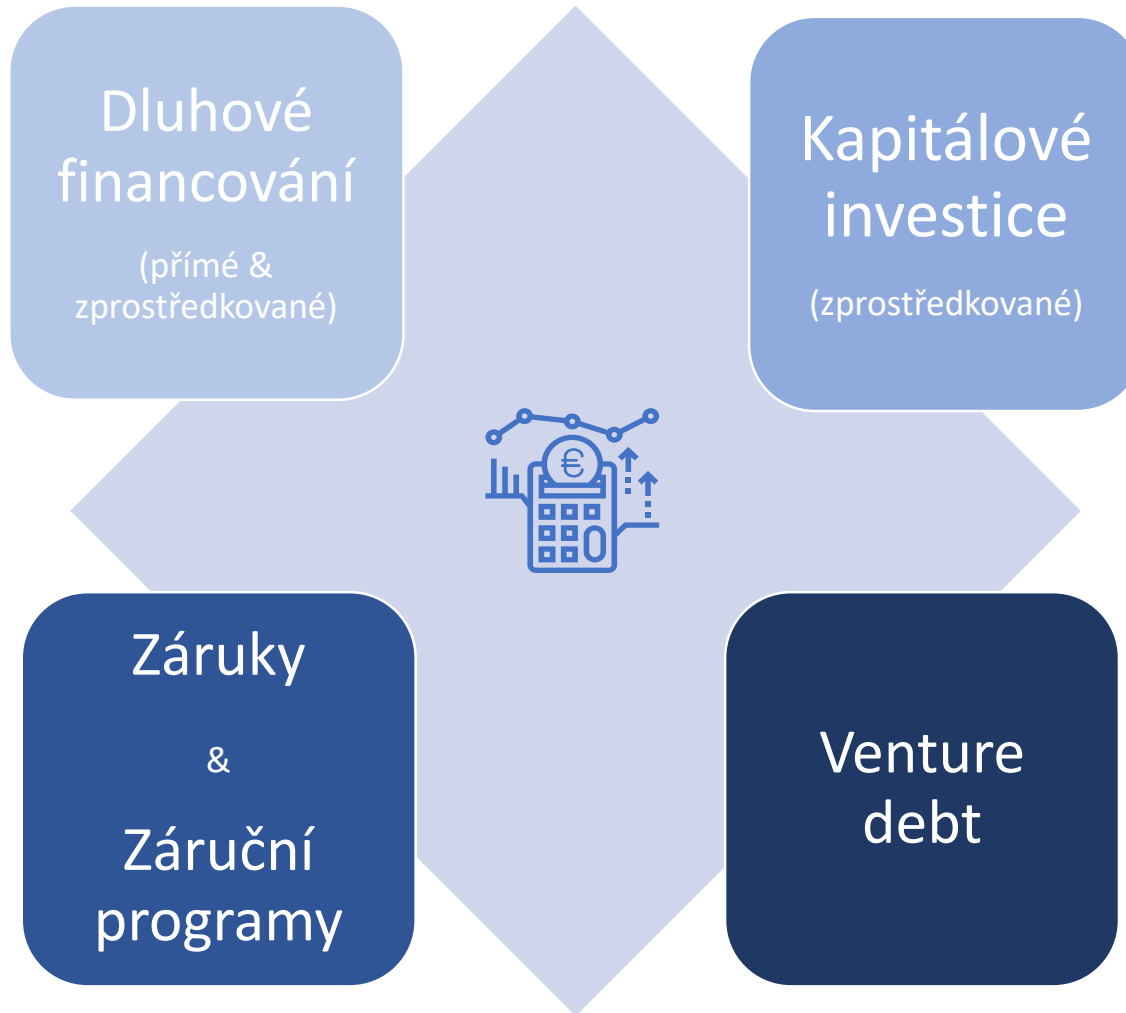 Dluhové
financování
(přímé &
zprostředkované)
Kapitálové
investice
(zprostředkované)
€
Záruky
&
Záruční
programy
Venture
debt